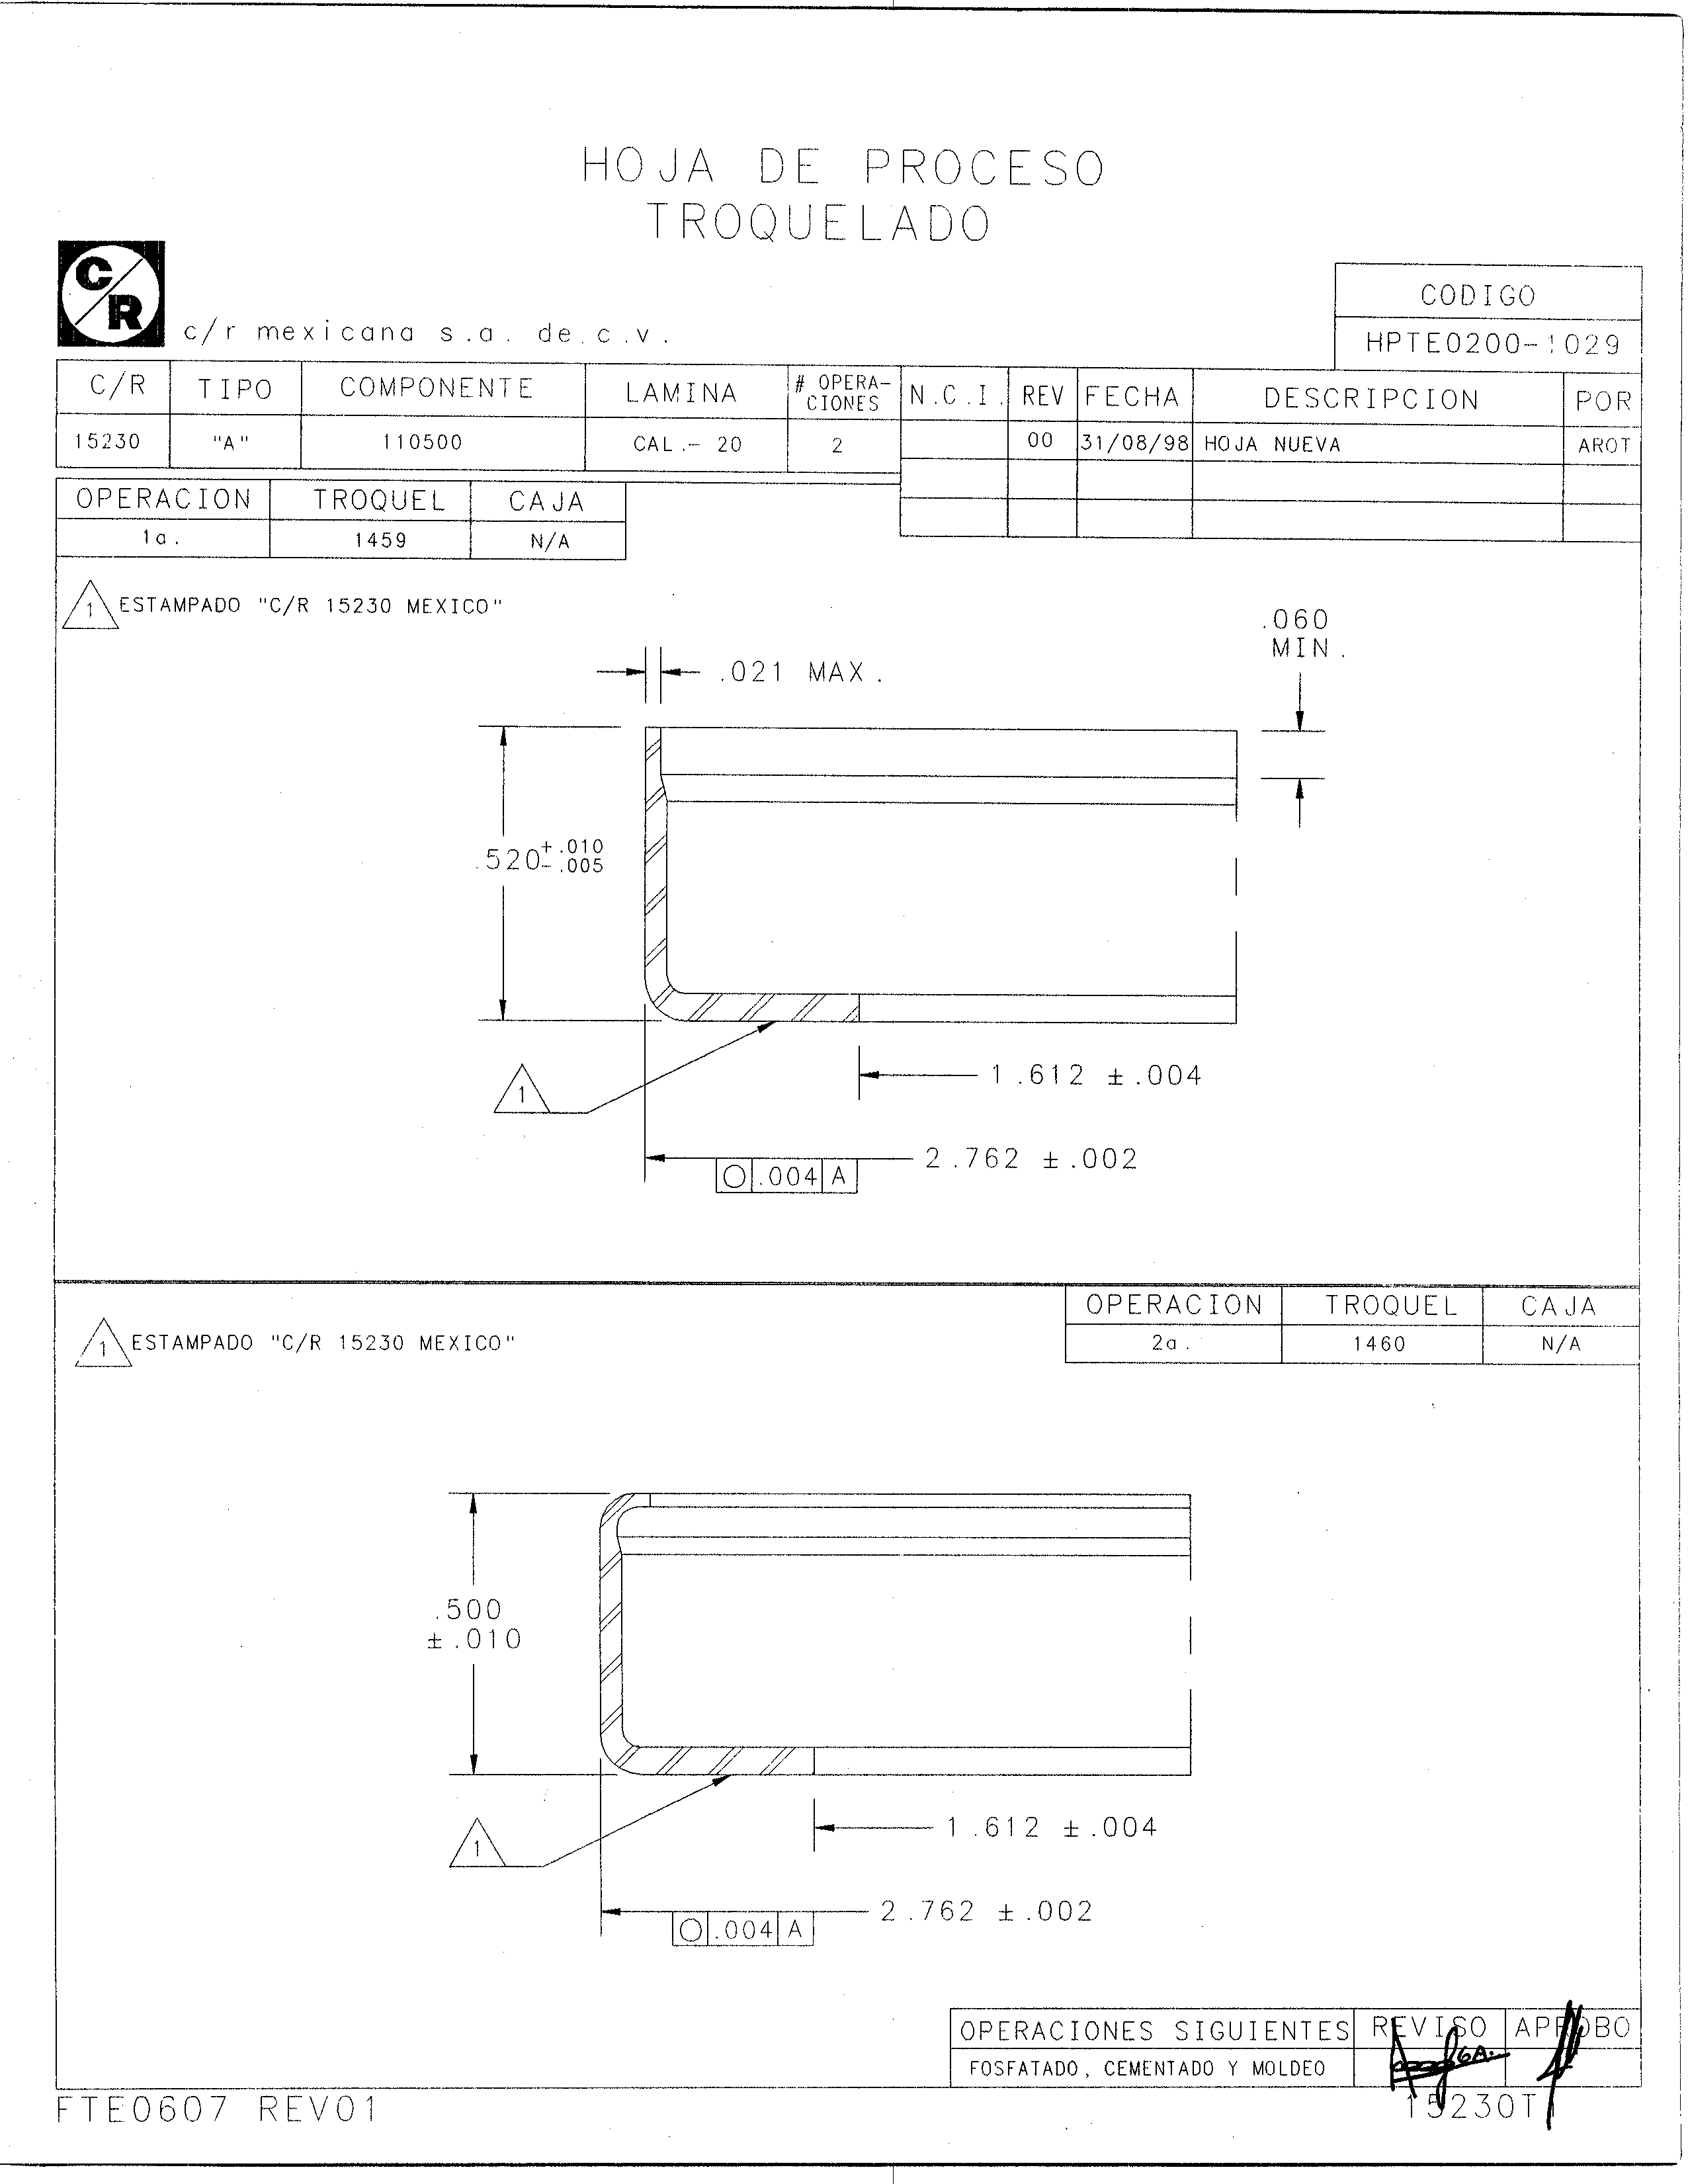 HOJA DE PROCESO
TROQUELADO
C/R
c/r mexicana s.a. de.c.v.
CODIGO
HPTE0200-1029
C/R TIPO COMPONENTE LAMINA # OPERA-CIONES N.C.I. REV FECHA DESCRIPCION POR
15230 "A" 110500 CAL.- 20 2 00 31/08/98 HOJA NUEVA AROT
OPERACION TROQUEL CAJA
1a. 1459 N/A
1 ESTAMPADO "C/R 15230 MEXICO"
.060
MIN.
.021 MAX.
.520 +.010 -.005
1.612 ±.004
1
2.762 ±.002
.004 A
OPERACION TROQUEL CAJA
2a. 1460 N/A
1 ESTAMPADO "C/R 15230 MEXICO"
.500
±.010
1.612 ±.004
1
2.762 ±.002
.004 A
OPERACIONES SIGUIENTES REVISO APROBO
FOSFATADO, CEMENTADO Y MOLDEO
FTE0607 REV01
15230T1